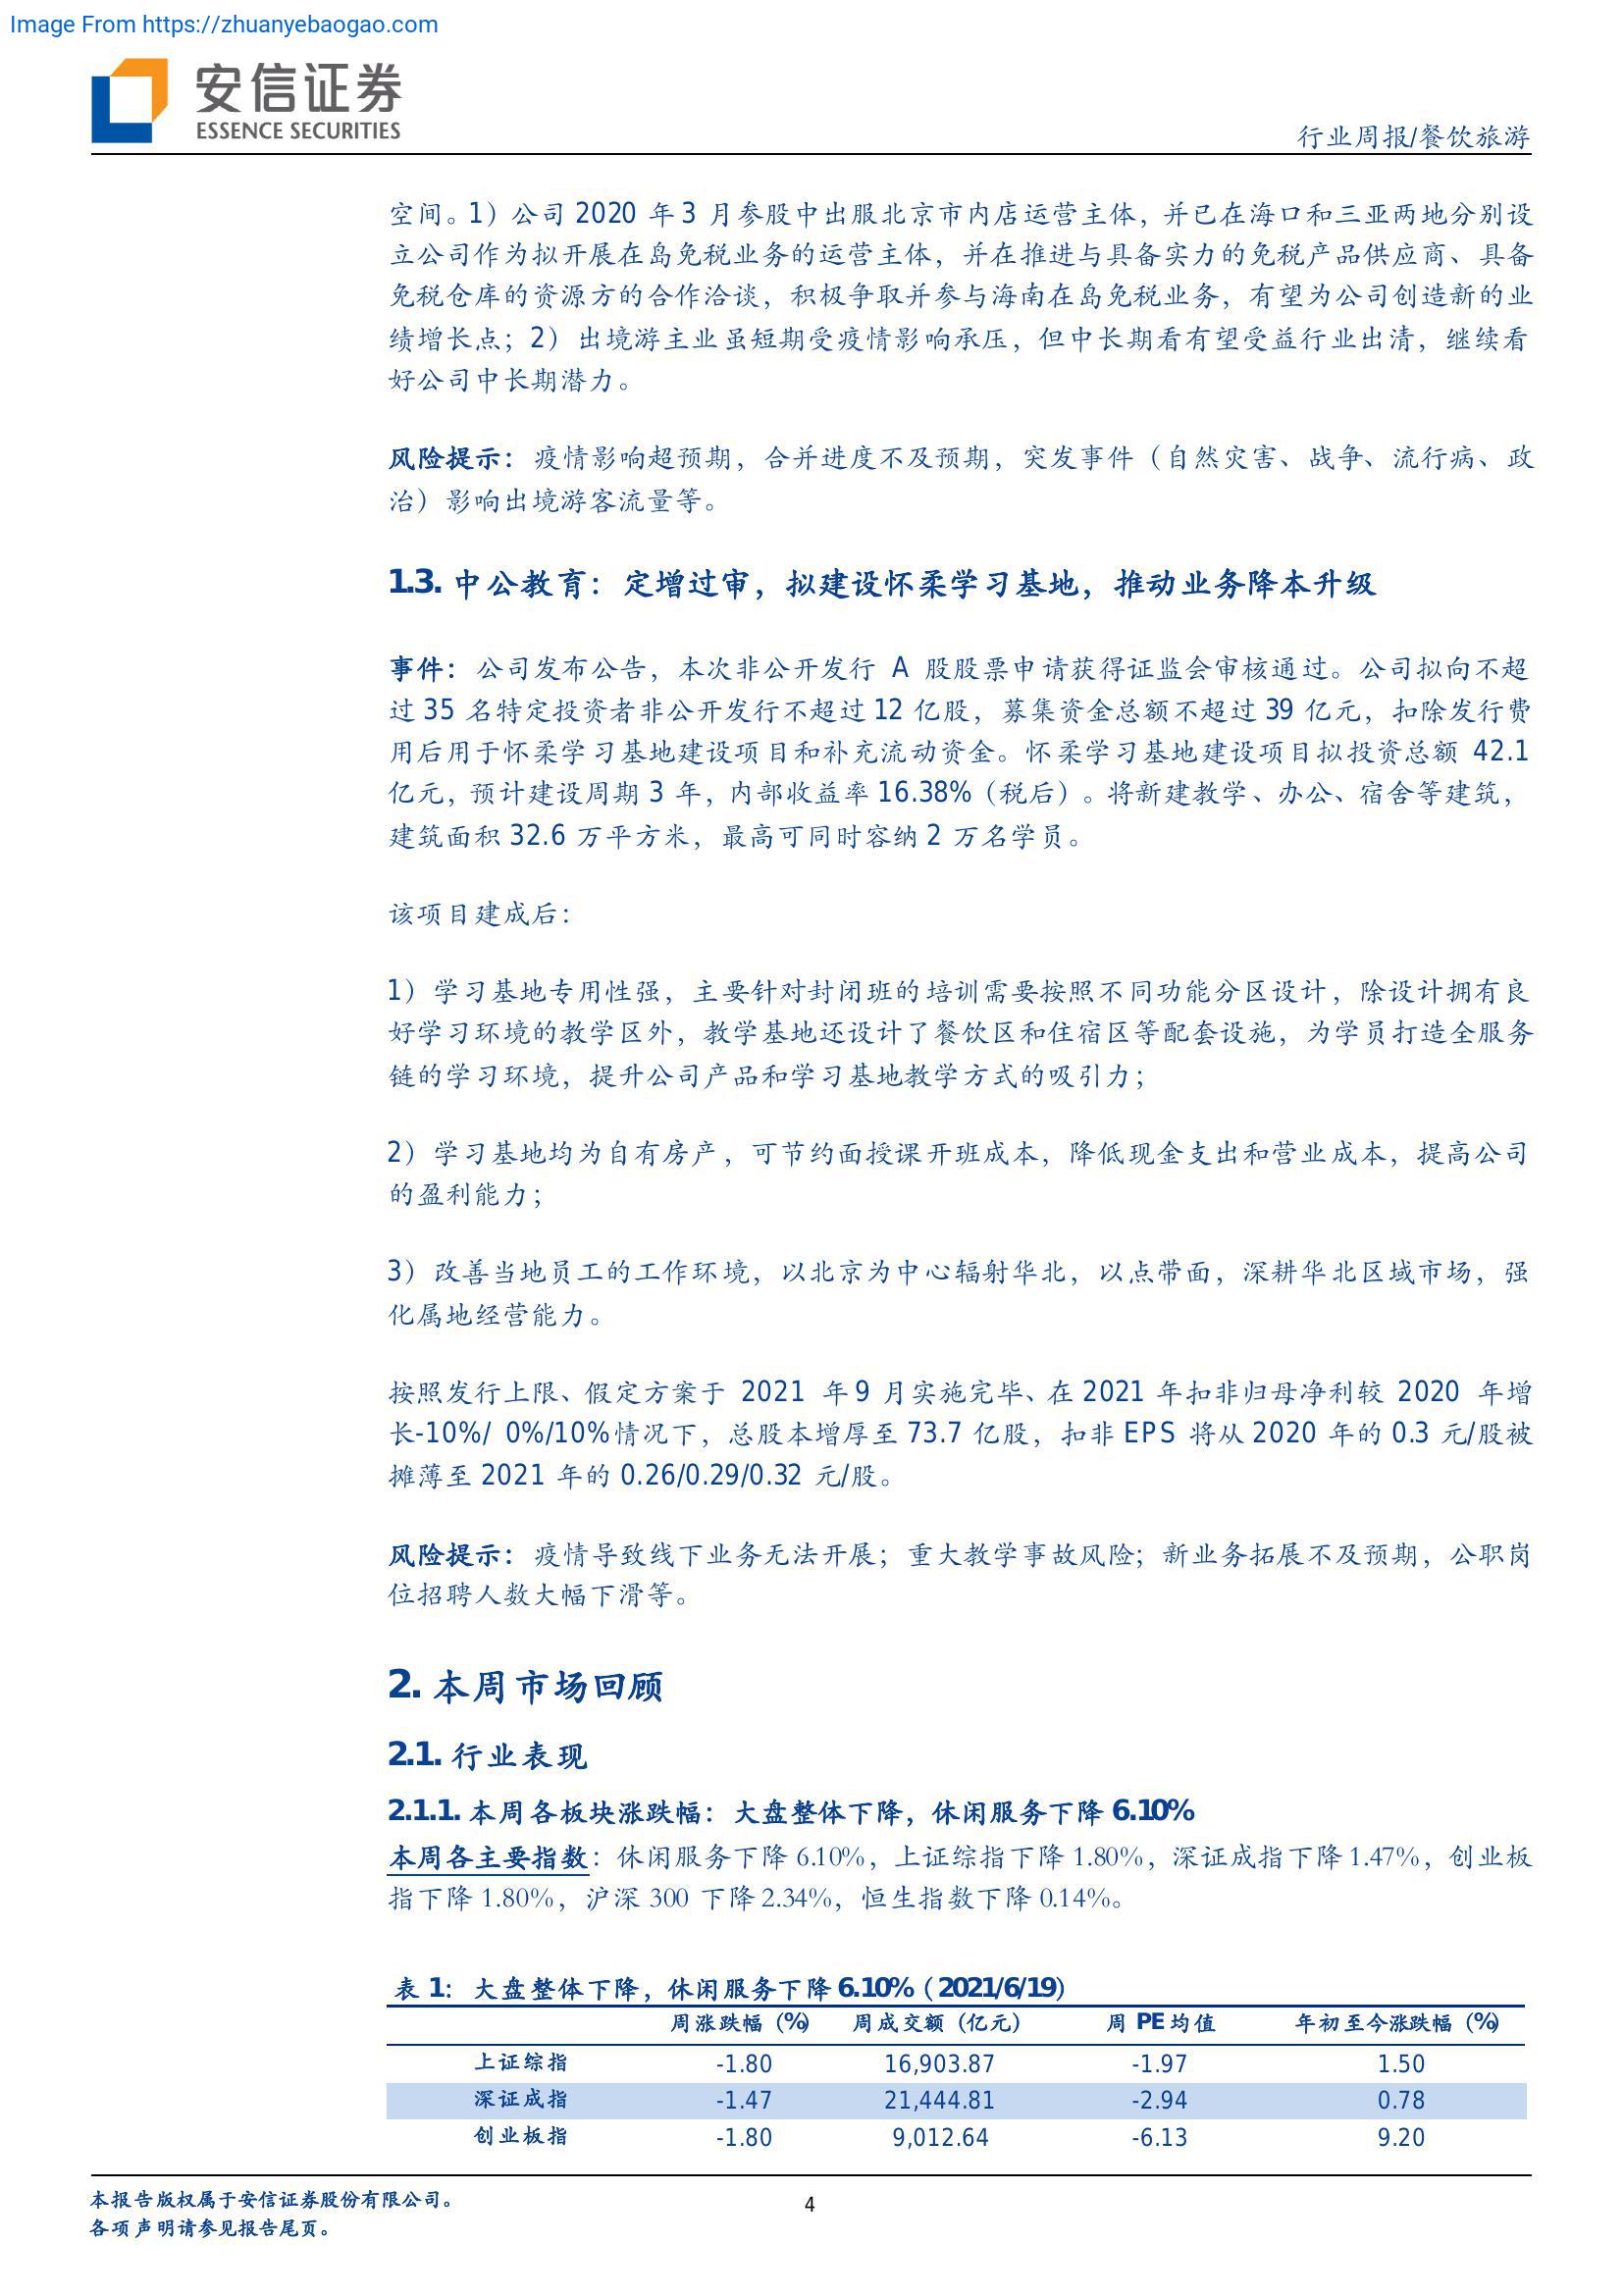 Image From https://zhuanyebaogao.com
安信证券
ESSENCE SECURITIES
行业周报/餐饮旅游
空间。1）公司 2020 年 3 月参股中出服北京市内店运营主体，并已在海口和三亚两地分别设
立公司作为拟开展在岛免税业务的运营主体，并在推进与具备实力的免税产品供应商、具备
免税仓库的资源方的合作洽谈，积极争取并参与海南在岛免税业务，有望为公司创造新的业
绩增长点；2）出境游主业虽短期受疫情影响承压，但中长期看有望受益行业出清，继续看
好公司中长期潜力。
风险提示：疫情影响超预期，合并进度不及预期，突发事件（自然灾害、战争、流行病、政
治）影响出境游客流量等。
1.3. 中公教育：定增过审，拟建设怀柔学习基地，推动业务降本升级
事件：公司发布公告，本次非公开发行 A 股股票申请获得证监会审核通过。公司拟向不超
过 35 名特定投资者非公开发行不超过 12 亿股，募集资金总额不超过 39 亿元，扣除发行费
用后用于怀柔学习基地建设项目和补充流动资金。怀柔学习基地建设项目拟投资总额 42.1
亿元，预计建设周期 3 年，内部收益率 16.38%（税后）。将新建教学、办公、宿舍等建筑，
建筑面积 32.6 万平方米，最高可同时容纳 2 万名学员。
该项目建成后：
1）学习基地专用性强，主要针对封闭班的培训需要按照不同功能分区设计，除设计拥有良
好学习环境的教学区外，教学基地还设计了餐饮区和住宿区等配套设施，为学员打造全服务
链的学习环境，提升公司产品和学习基地教学方式的吸引力；
2）学习基地均为自有房产，可节约面授课开班成本，降低现金支出和营业成本，提高公司
的盈利能力；
3）改善当地员工的工作环境，以北京为中心辐射华北，以点带面，深耕华北区域市场，强
化属地经营能力。
按照发行上限、假定方案于 2021 年 9 月实施完毕、在 2021 年扣非归母净利较 2020 年增
长-10%/ 0%/10%情况下，总股本增厚至 73.7 亿股，扣非 EPS 将从 2020 年的 0.3 元/股被
摊薄至 2021 年的 0.26/0.29/0.32 元/股。
风险提示：疫情导致线下业务无法开展；重大教学事故风险；新业务拓展不及预期，公职岗
位招聘人数大幅下滑等。
2. 本周市场回顾
2.1. 行业表现
2.1.1. 本周各板块涨跌幅：大盘整体下降，休闲服务下降 6.10%
本周各主要指数：休闲服务下降 6.10%，上证综指下降 1.80%，深证成指下降 1.47%，创业板
指下降 1.80%，沪深 300 下降 2.34%，恒生指数下降 0.14%。
表 1：大盘整体下降，休闲服务下降 6.10%（2021/6/19）
周涨跌幅（%） 周成交额（亿元） 周 PE 均值 年初至今涨跌幅（%）
上证综指 -1.80 16,903.87 -1.97 1.50
深证成指 -1.47 21,444.81 -2.94 0.78
创业板指 -1.80 9,012.64 -6.13 9.20
本报告版权属于安信证券股份有限公司。
4
各项声明请参见报告尾页。